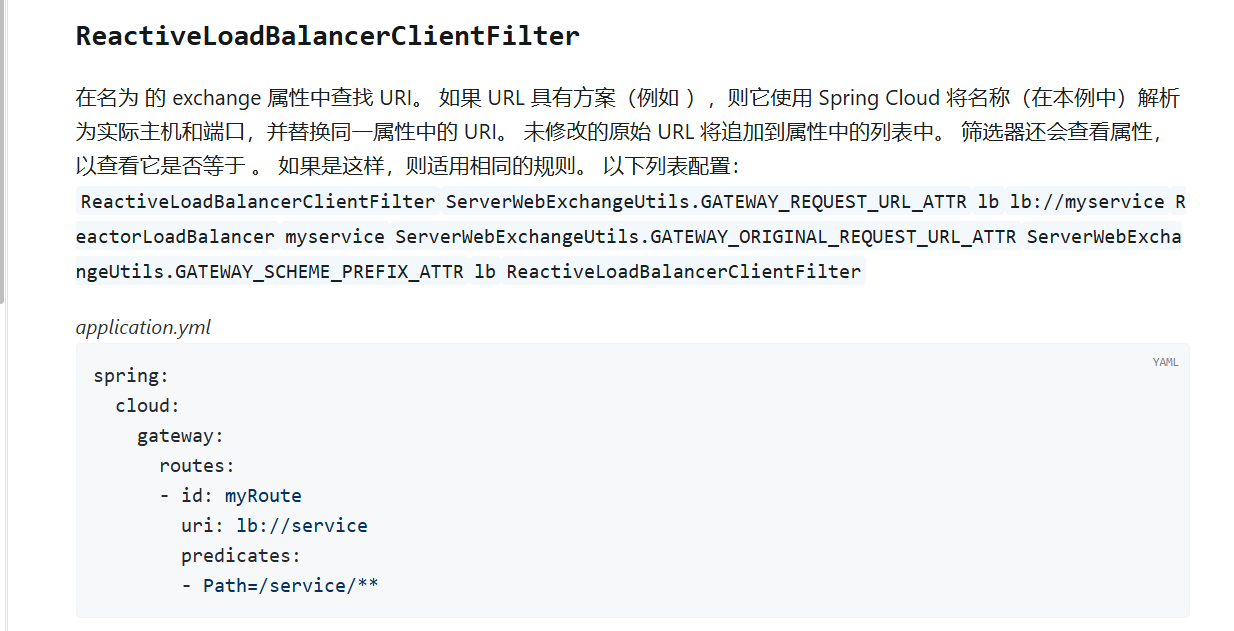 ReactiveLoadBalancerClientFilter
在名为 的 exchange 属性中查找 URI。 如果 URL 具有方案（例如 ），则它使用 Spring Cloud 将名称（在本例中）解析
为实际主机和端口，并替换同一属性中的 URI。 未修改的原始 URL 将追加到属性中的列表中。 筛选器还会查看属性，
以查看它是否等于 。 如果是这样，则适用相同的规则。 以下列表配置：
ReactiveLoadBalancerClientFilter ServerWebExchangeUtils.GATEWAY_REQUEST_URL_ATTR lb lb://myservice R
eactorLoadBalancer myservice ServerWebExchangeUtils.GATEWAY_ORIGINAL_REQUEST_URL_ATTR ServerWebExcha
ngeUtils.GATEWAY_SCHEME_PREFIX_ATTR lb ReactiveLoadBalancerClientFilter
application.yml
YAML
spring:
  cloud:
    gateway:
      routes:
      - id: myRoute
        uri: lb://service
        predicates:
        - Path=/service/**